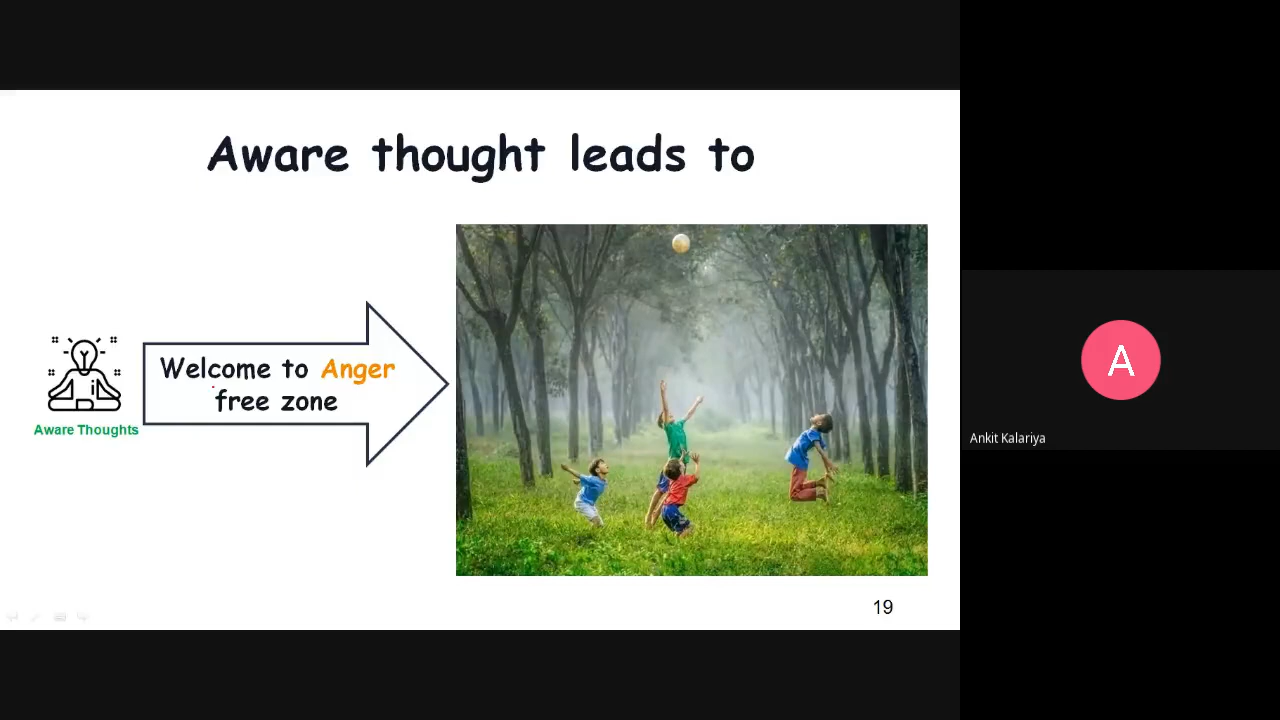 Aware thought leads to
Welcome to Anger
free zone
Aware Thoughts
19
A
Ankit Kalariya